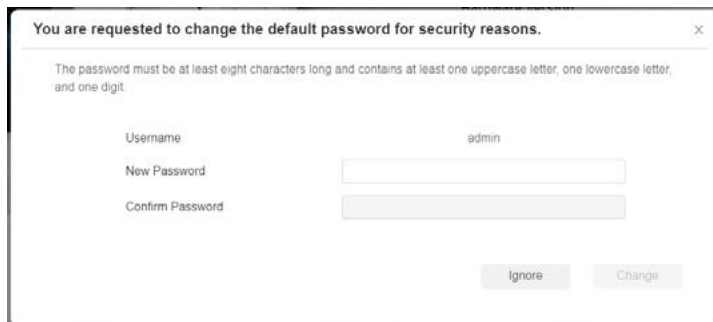 You are requested to change the default password for security reasons.
The password must be at least eight characters long and contains at least one uppercase letter, one lowercase letter,
and one digit.
Username admin
New Password
Confirm Password
Ignore Change